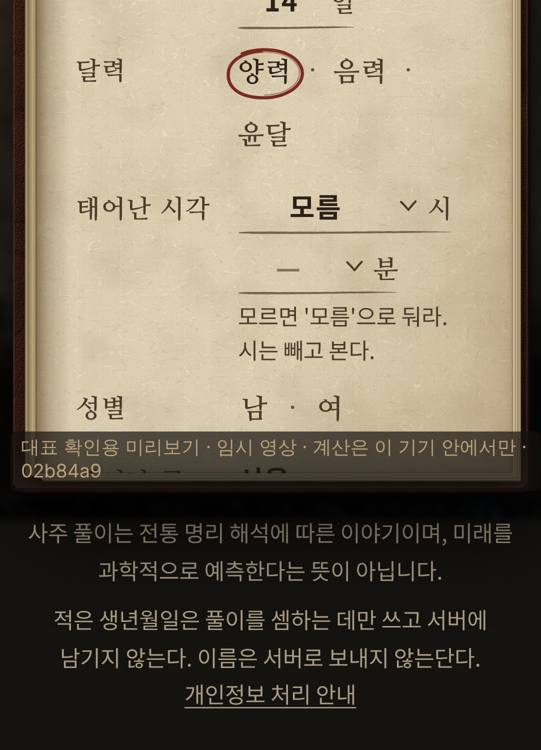 14 일
달력 양력 · 음력 ·
윤달
태어난 시각 모름 시
— 분
모르면 '모름'으로 둬라.
시는 빼고 본다.
성별 남 · 여
대표 확인용 미리보기 · 임시 영상 · 계산은 이 기기 안에서만 ·
02b84a9
사주 풀이는 전통 명리 해석에 따른 이야기이며, 미래를
과학적으로 예측한다는 뜻이 아닙니다.
적은 생년월일은 풀이를 셈하는 데만 쓰고 서버에
남기지 않는다. 이름은 서버로 보내지 않는단다.
개인정보 처리 안내